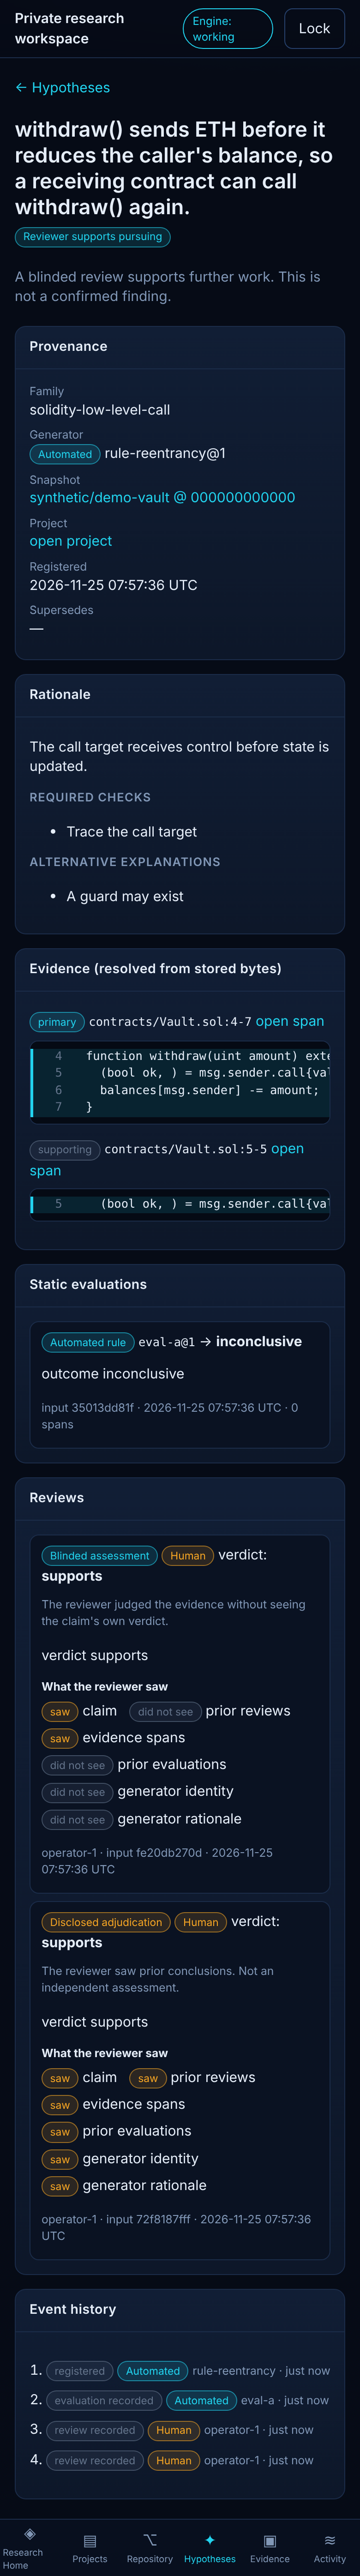 Private research
workspace
Engine:
working
Lock
← Hypotheses
withdraw() sends ETH before it
reduces the caller's balance, so
a receiving contract can call
withdraw() again.
Reviewer supports pursuing
A blinded review supports further work. This is
not a confirmed finding.
Provenance
Family
solidity-low-level-call
Generator
Automated rule-reentrancy@1
Snapshot
synthetic/demo-vault @ 000000000000
Project
open project
Registered
2026-11-25 07:57:36 UTC
Supersedes
—
Rationale
The call target receives control before state is
updated.
REQUIRED CHECKS
• Trace the call target
ALTERNATIVE EXPLANATIONS
• A guard may exist
Evidence (resolved from stored bytes)
primary contracts/Vault.sol:4-7 open span
4 function withdraw(uint amount) exte
5 (bool ok, ) = msg.sender.call{val
6 balances[msg.sender] -= amount;
7 }
supporting contracts/Vault.sol:5-5 open
span
5 (bool ok, ) = msg.sender.call{val
Static evaluations
Automated rule eval-a@1 → inconclusive
outcome inconclusive
input 35013dd81f · 2026-11-25 07:57:36 UTC · 0
spans
Reviews
Blinded assessment Human verdict:
supports
The reviewer judged the evidence without seeing
the claim's own verdict.
verdict supports
What the reviewer saw
saw claim did not see prior reviews
saw evidence spans
did not see prior evaluations
did not see generator identity
did not see generator rationale
operator-1 · input fe20db270d · 2026-11-25
07:57:36 UTC
Disclosed adjudication Human verdict:
supports
The reviewer saw prior conclusions. Not an
independent assessment.
verdict supports
What the reviewer saw
saw claim saw prior reviews
saw evidence spans
saw prior evaluations
saw generator identity
saw generator rationale
operator-1 · input 72f8187fff · 2026-11-25 07:57:36
UTC
Event history
1. registered Automated rule-reentrancy · just now
2. evaluation recorded Automated eval-a · just now
3. review recorded Human operator-1 · just now
4. review recorded Human operator-1 · just now
Research
Home
Projects
Repository
Hypotheses
Evidence
Activity